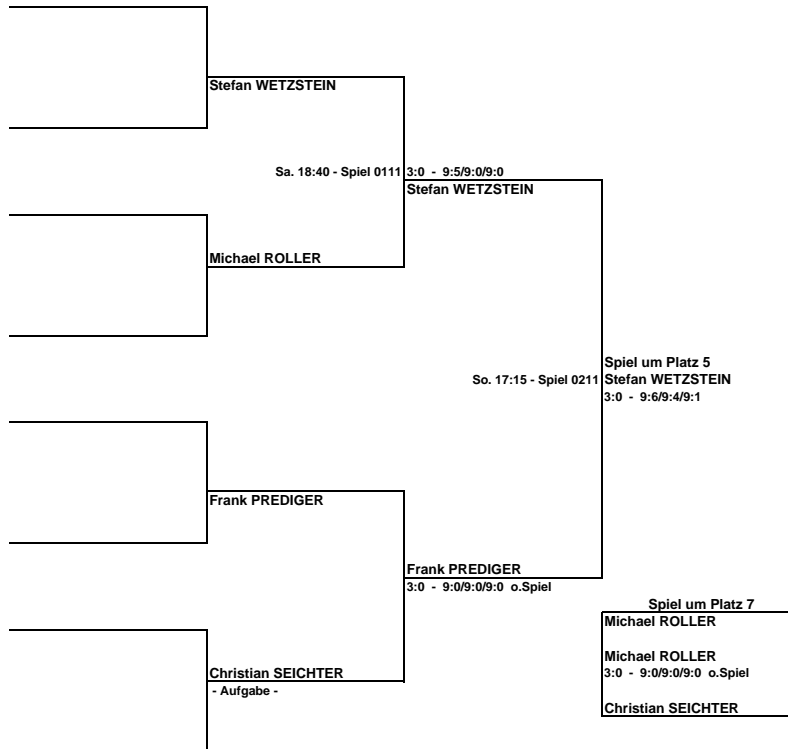 Stefan WETZSTEIN
Sa. 18:40 - Spiel 0111 3:0 - 9:5/9:0/9:0
Stefan WETZSTEIN
Michael ROLLER
Spiel um Platz 5
So. 17:15 - Spiel 0211 Stefan WETZSTEIN
3:0 - 9:6/9:4/9:1
Frank PREDIGER
Frank PREDIGER
3:0 - 9:0/9:0/9:0 o.Spiel
Spiel um Platz 7
Michael ROLLER
Michael ROLLER
3:0 - 9:0/9:0/9:0 o.Spiel
Christian SEICHTER
- Aufgabe -
Christian SEICHTER